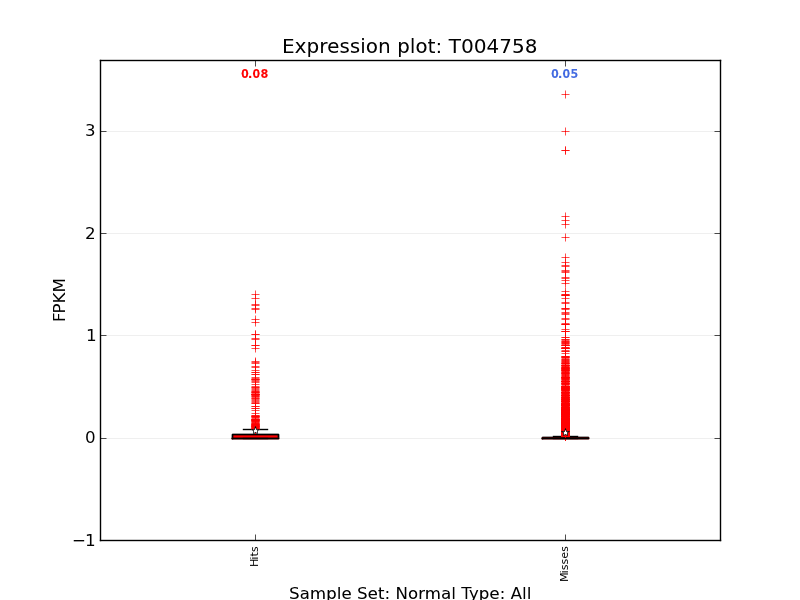 Expression plot: T004758
0.08
0.05
3
2
1
0
−1
FPKM
Hits
Misses
Sample Set: Normal Type: All